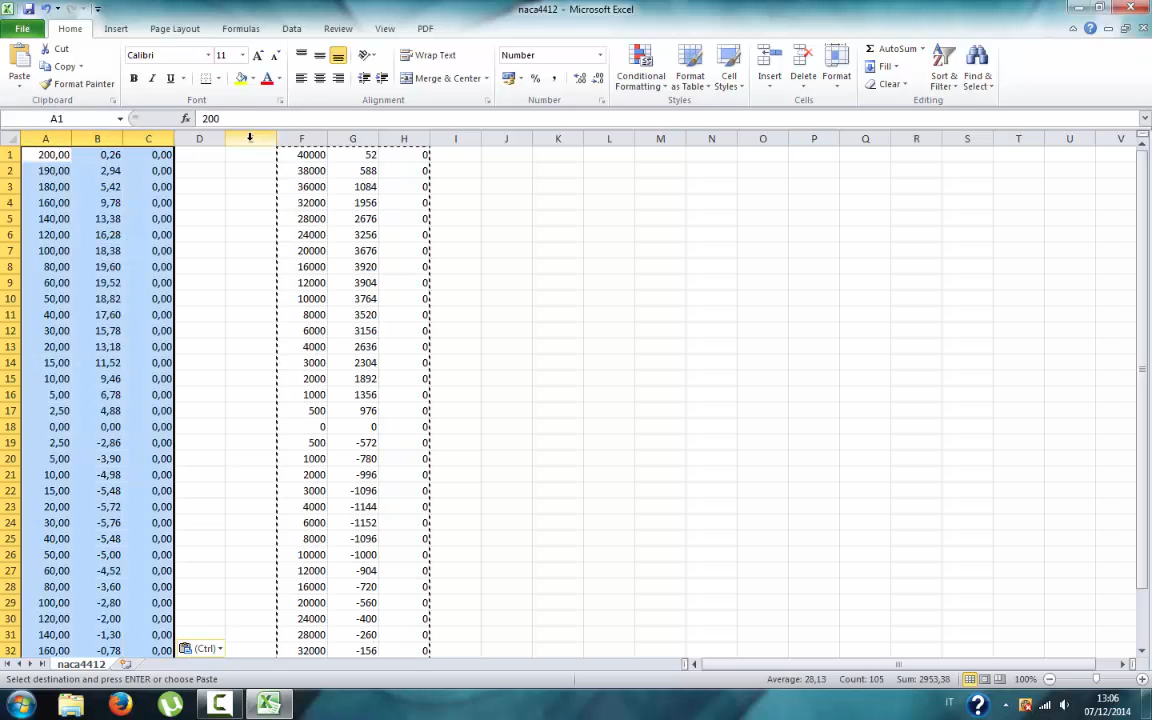 naca4412 - Microsoft Excel
File Home Insert Page Layout Formulas Data Review View PDF
Paste Cut Copy Format Painter Clipboard
Calibri 11 A A B I U A Font
Wrap Text Merge & Center Alignment
Number % , Number
Conditional Formatting Format as Table Cell Styles Styles
Insert Delete Format Cells
AutoSum Fill Clear Sort & Filter Find & Select Editing
A1 fx 200
A B C D E F G H I J K L M N O P Q R S T U V
1 200,00 0,26 0,00 40000 52 0
2 190,00 2,94 0,00 38000 588 0
3 180,00 5,42 0,00 36000 1084 0
4 160,00 9,78 0,00 32000 1956 0
5 140,00 13,38 0,00 28000 2676 0
6 120,00 16,28 0,00 24000 3256 0
7 100,00 18,38 0,00 20000 3676 0
8 80,00 19,60 0,00 16000 3920 0
9 60,00 19,52 0,00 12000 3904 0
10 50,00 18,82 0,00 10000 3764 0
11 40,00 17,60 0,00 8000 3520 0
12 30,00 15,78 0,00 6000 3156 0
13 20,00 13,18 0,00 4000 2636 0
14 15,00 11,52 0,00 3000 2304 0
15 10,00 9,46 0,00 2000 1892 0
16 5,00 6,78 0,00 1000 1356 0
17 2,50 4,88 0,00 500 976 0
18 0,00 0,00 0,00 0 0 0
19 2,50 -2,86 0,00 500 -572 0
20 5,00 -3,90 0,00 1000 -780 0
21 10,00 -4,98 0,00 2000 -996 0
22 15,00 -5,48 0,00 3000 -1096 0
23 20,00 -5,72 0,00 4000 -1144 0
24 30,00 -5,76 0,00 6000 -1152 0
25 40,00 -5,48 0,00 8000 -1096 0
26 50,00 -5,00 0,00 10000 -1000 0
27 60,00 -4,52 0,00 12000 -904 0
28 80,00 -3,60 0,00 16000 -720 0
29 100,00 -2,80 0,00 20000 -560 0
30 120,00 -2,00 0,00 24000 -400 0
31 140,00 -1,30 0,00 28000 -260 0
32 160,00 -0,78 0,00 (Ctrl) 32000 -156 0
naca4412
Select destination and press ENTER or choose Paste Average: 28,13 Count: 105 Sum: 2953,38 100%
IT 13:06
07/12/2014